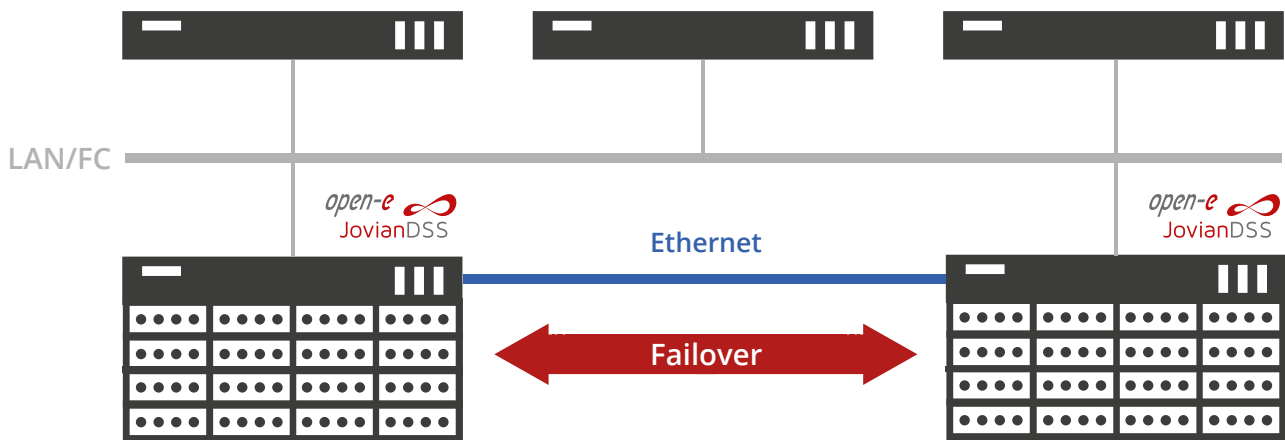 LAN/FC
open-e
JovianDSS
open-e
JovianDSS
Ethernet
Failover